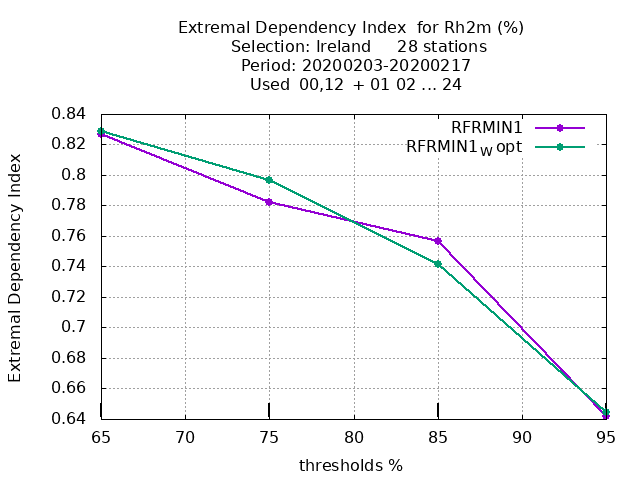 Extremal Dependency Index  for Rh2m (%)
Selection: Ireland     28 stations
Period: 20200203-20200217
Used  00,12  + 01 02 ... 24
RFRMIN1
RFRMIN1W opt
Extremal Dependency Index
0.84
0.82
0.8
0.78
0.76
0.74
0.72
0.7
0.68
0.66
0.64
65 70 75 80 85 90 95
thresholds %